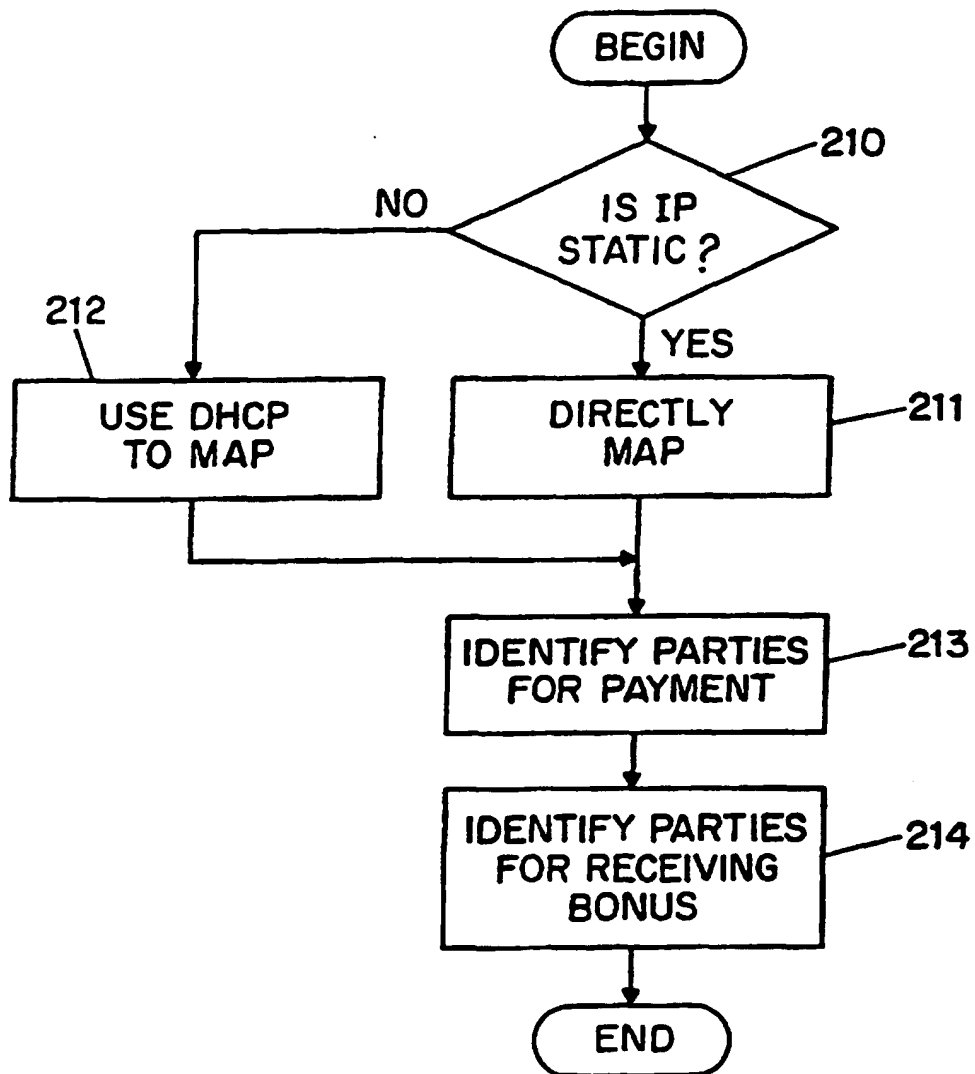 BEGIN
210
IS IP
STATIC?
NO
YES
212
USE DHCP
TO MAP
DIRECTLY
MAP
211
IDENTIFY PARTIES
FOR PAYMENT
213
IDENTIFY PARTIES
FOR RECEIVING
BONUS
214
END